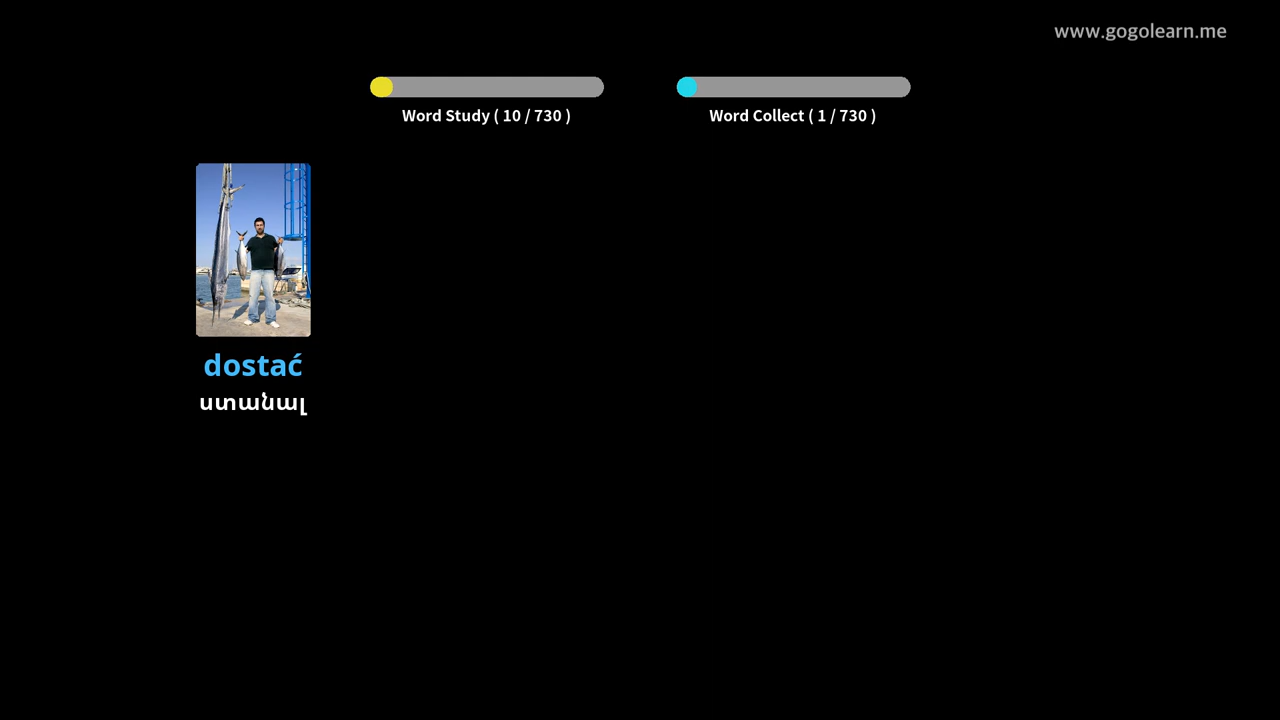 www.gogolearn.me
Word Study ( 10 / 730 )
Word Collect ( 1 / 730 )
dostać
ստանալ